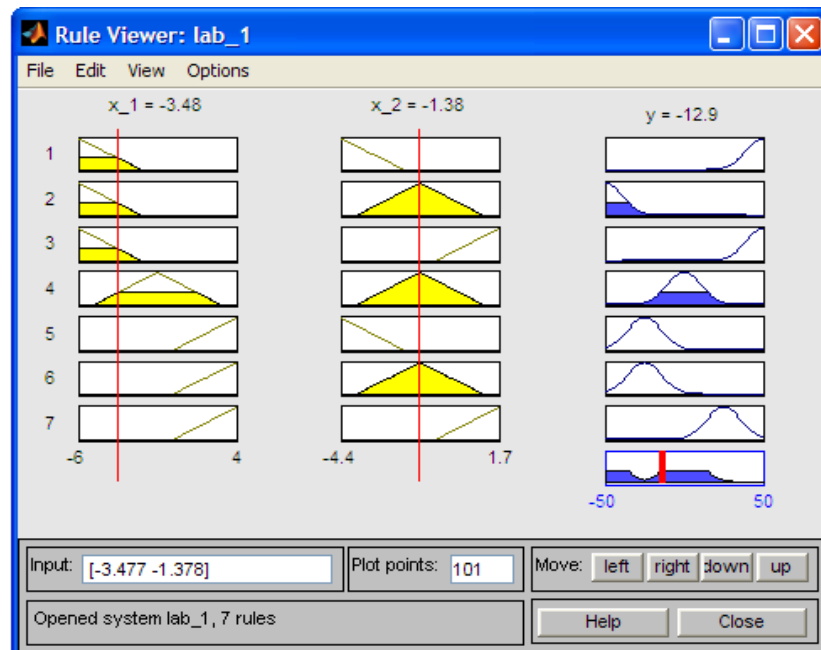 Rule Viewer: lab_1
File Edit View Options
x_1 = -3.48 x_2 = -1.38 y = -12.9
1
2
3
4
5
6
7
-6 4 -4.4 1.7
-50 50
Input: [-3.477 -1.378] Plot points: 101 Move: left right down up
Opened system lab_1, 7 rules Help Close